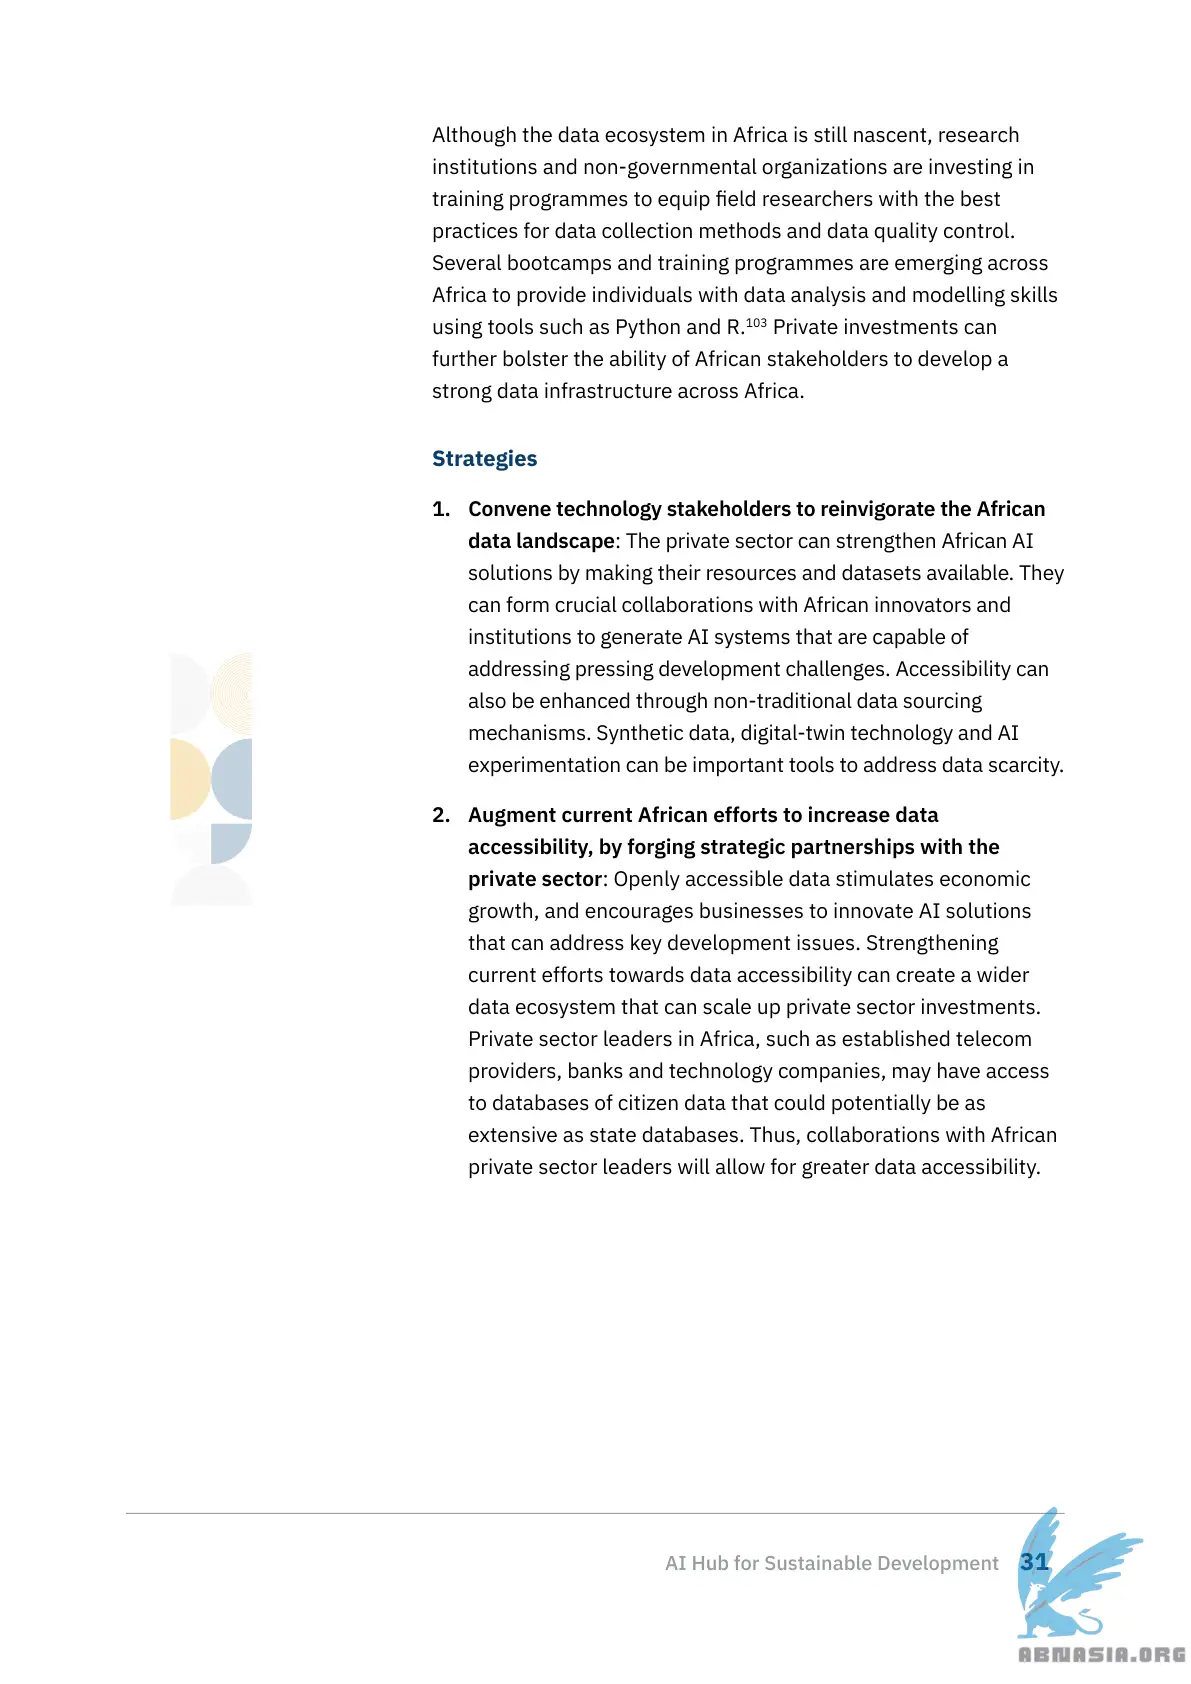 Although the data ecosystem in Africa is still nascent, research
institutions and non-governmental organizations are investing in
training programmes to equip field researchers with the best
practices for data collection methods and data quality control.
Several bootcamps and training programmes are emerging across
Africa to provide individuals with data analysis and modelling skills
using tools such as Python and R.103 Private investments can
further bolster the ability of African stakeholders to develop a
strong data infrastructure across Africa.
Strategies
1. Convene technology stakeholders to reinvigorate the African
data landscape: The private sector can strengthen African AI
solutions by making their resources and datasets available. They
can form crucial collaborations with African innovators and
institutions to generate AI systems that are capable of
addressing pressing development challenges. Accessibility can
also be enhanced through non-traditional data sourcing
mechanisms. Synthetic data, digital-twin technology and AI
experimentation can be important tools to address data scarcity.
2. Augment current African efforts to increase data
accessibility, by forging strategic partnerships with the
private sector: Openly accessible data stimulates economic
growth, and encourages businesses to innovate AI solutions
that can address key development issues. Strengthening
current efforts towards data accessibility can create a wider
data ecosystem that can scale up private sector investments.
Private sector leaders in Africa, such as established telecom
providers, banks and technology companies, may have access
to databases of citizen data that could potentially be as
extensive as state databases. Thus, collaborations with African
private sector leaders will allow for greater data accessibility.
AI Hub for Sustainable Development 31
ABNASIA.ORG